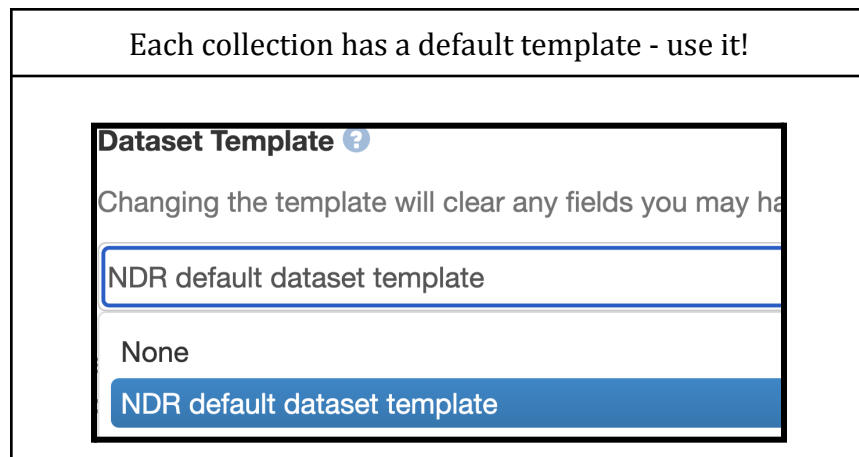 Each collection has a default template - use it!
Dataset Template ?
Changing the template will clear any fields you may ha
NDR default dataset template
None
NDR default dataset template